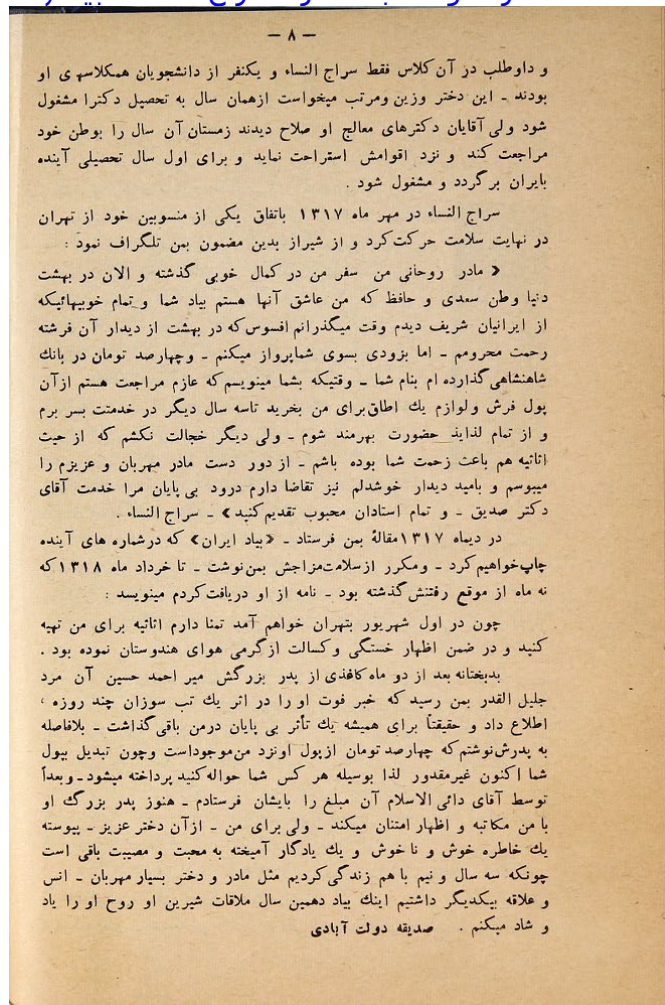 — ۸ —
و داوطلب در آن کلاس فقط سراج النساء و یکنفر از دانشجویان همکلاسی او
بودند ـ این دختر وزین ومرتب میخواست ازهمان سال به تحصیل دکترا مشغول
شود ولی آقایان دکترهای معالج او صلاح دیدند زمستان آن سال را بوطن خود
مراجعت کند و نزد اقوامش استراحت نماید و برای اول سال تحصیلی آینده
بایران برگردد و مشغول شود .
سراج النساء در مهر ماه ۱۳۱۷ باتفاق یکی از منسوبین خود از تهران
در نهایت سلامت حرکت کرد و از شیراز بدین مضمون بمن تلگراف نمود :
« مادر روحانی من سفر من در کمال خوبی گذشته و الان در بهشت
دنیا وطن سعدی و حافظ که من عاشق آنها هستم بیاد شما و تمام خوبیهائیکه
از ایرانیان شریف دیدم وقت میگذرانم افسوس که در بهشت از دیدار آن فرشته
رحمت محرومم ـ اما بزودی بسوی شماپرواز میکنم ـ وچهارصد تومان در بانك
شاهنشاهی گذارده ام بنام شما ـ وقتیکه بشما مینویسم که عازم مراجعت هستم ازآن
پول فرش ولوازم یك اطاق برای من بخرید تاسه سال دیگر در خدمتت بسر برم
و از تمام لذایذ حضورت بهرمند شوم ـ ولی دیگر خجالت نکشم که از حیث
اثاثیه هم باعث زحمت شما بوده باشم ـ از دور دست مادر مهربان و عزیزم را
میبوسم و بامید دیدار خوشدلم نیز تقاضا دارم درود بی پایان مرا خدمت آقای
دکتر صدیق ـ و تمام استادان محبوب تقدیم کنید» ـ سراج النساء .
در دیماه ۱۳۱۷ مقالهٔ بمن فرستاد ـ «بیاد ایران» که درشماره های آینده
چاپ خواهیم کرد ـ ومکرر ازسلامت مزاجش بمن نوشت ـ تا خرداد ماه ۱۳۱۸ که
نه ماه از موقع رفتنش گذشته بود ـ نامه از او دریافت کردم مینویسد :
چون در اول شهریور بتهران خواهم آمد تمنا دارم اثاثیه برای من تهیه
کنید و در ضمن اظهار خستگی و کسالت ازگرمی هوای هندوستان نموده بود .
بدبختانه بعد از دو ماه کاغذی از پدر بزرگش میر احمد حسین آن مرد
جلیل القدر بمن رسید که خبر فوت او را در اثر یك تب سوزان چند روزه ،
اطلاع داد و حقیقتاً برای همیشه یك تأثر بی پایان درمن باقی گذاشت ـ بلافاصله
به پدرش نوشتم که چهارصد تومان ازپول اونزد من موجوداست وچون تبدیل بپول
شما اکنون غیرمقدور لذا بوسیله هر کس شما حواله کنید پرداخته میشود ـ وبعداً
توسط آقای داعی الاسلام آن مبلغ را بایشان فرستادم ـ هنوز پدر بزرگ او
با من مکاتبه و اظهار امتنان میکند ـ ولی برای من ـ ازآن دختر عزیز ـ پیوسته
یك خاطره خوش و نا خوش و یك یادگار آمیخته به محبت و مصیبت باقی است
چونکه سه سال و نیم با هم زندگی کردیم مثل مادر و دختر بسیار مهربان ـ انس
و علاقه بیکدیگر داشتیم اینك بیاد دهمین سال ملاقات شیرین او روح او را یاد
و شاد میکنم . صدیقه دولت آبادی